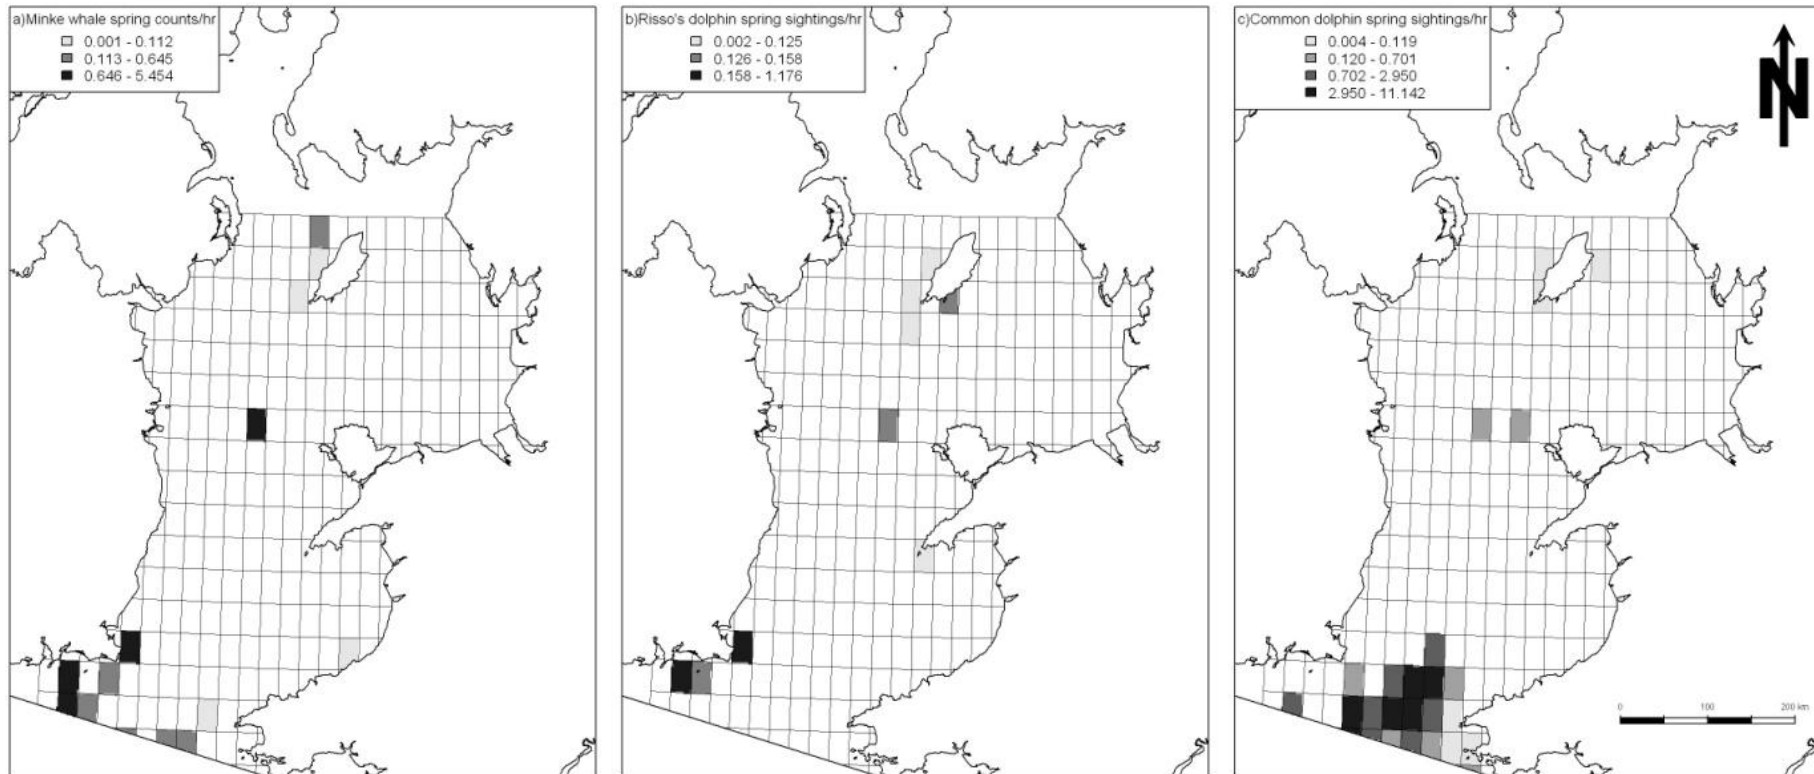 a)Minke whale spring counts/hr
0.001 - 0.112
0.113 - 0.645
0.646 - 5.454
b)Risso's dolphin spring sightings/hr
0.002 - 0.125
0.126 - 0.158
0.158 - 1.176
c)Common dolphin spring sightings/hr
0.004 - 0.119
0.120 - 0.701
0.702 - 2.950
2.950 - 11.142
N
0 100 200 km